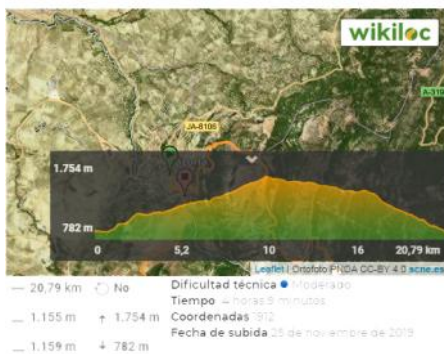 wikiloc
A-319
JA-8106
1.754 m
782 m
0 5,2 10 16 20,79 km
Leaflet | Ortofoto PNOA CC-BY 4.0 scne.es
20,79 km No Dificultad técnica Moderado
Tiempo 4 horas 9 minutos
1.155 m 1.754 m Coordenadas 1912
Fecha de subida 25 de noviembre de 2019
1.159 m 782 m